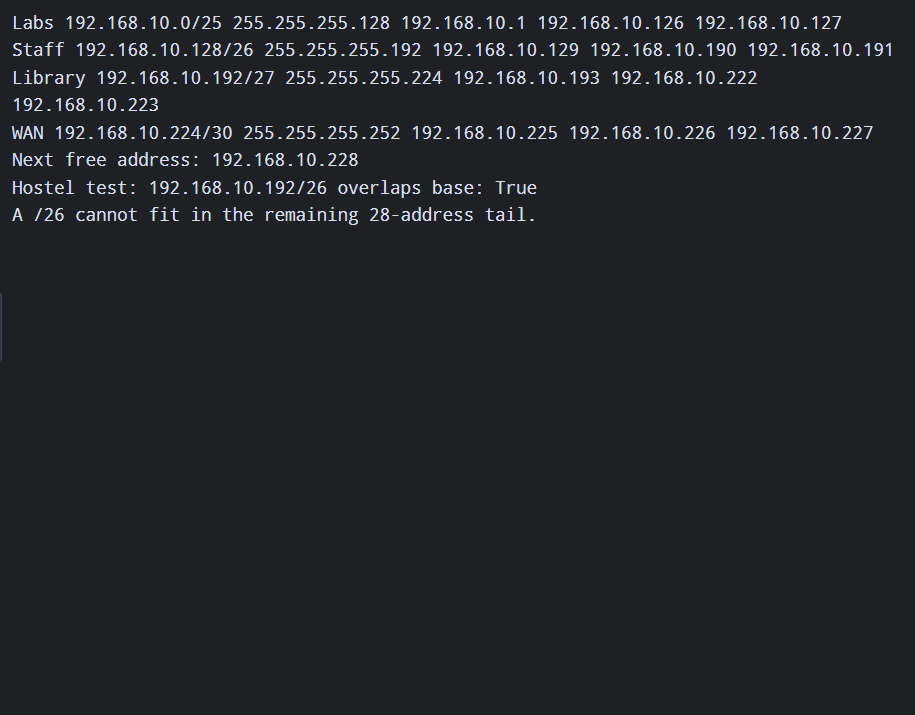 Labs 192.168.10.0/25 255.255.255.128 192.168.10.1 192.168.10.126 192.168.10.127
Staff 192.168.10.128/26 255.255.255.192 192.168.10.129 192.168.10.190 192.168.10.191
Library 192.168.10.192/27 255.255.255.224 192.168.10.193 192.168.10.222
192.168.10.223
WAN 192.168.10.224/30 255.255.255.252 192.168.10.225 192.168.10.226 192.168.10.227
Next free address: 192.168.10.228
Hostel test: 192.168.10.192/26 overlaps base: True
A /26 cannot fit in the remaining 28-address tail.